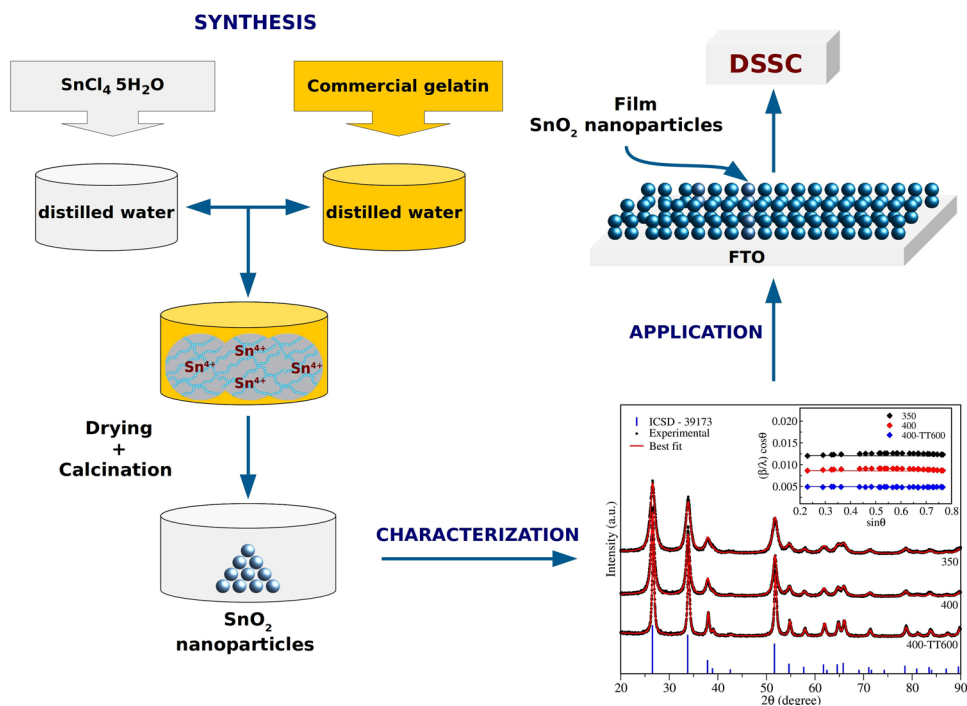 SYNTHESIS
SnCl₄ 5H₂O
Commercial gelatin
distilled water
distilled water
Sn⁴⁺
Sn⁴⁺
Sn⁴⁺
Sn⁴⁺
Drying
+
Calcination
SnO₂
nanoparticles
CHARACTERIZATION
ICSD - 39173
Experimental
Best fit
350
400
400-TT600
0.020
0.015
0.010
0.005
(β/λ) cosθ
0.2 0.3 0.4 0.5 0.6 0.7 0.8
sinθ
Intensity (a.u.)
350
400
400-TT600
20 30 40 50 60 70 80 90
2θ (degree)
APPLICATION
FTO
Film
SnO₂ nanoparticles
DSSC